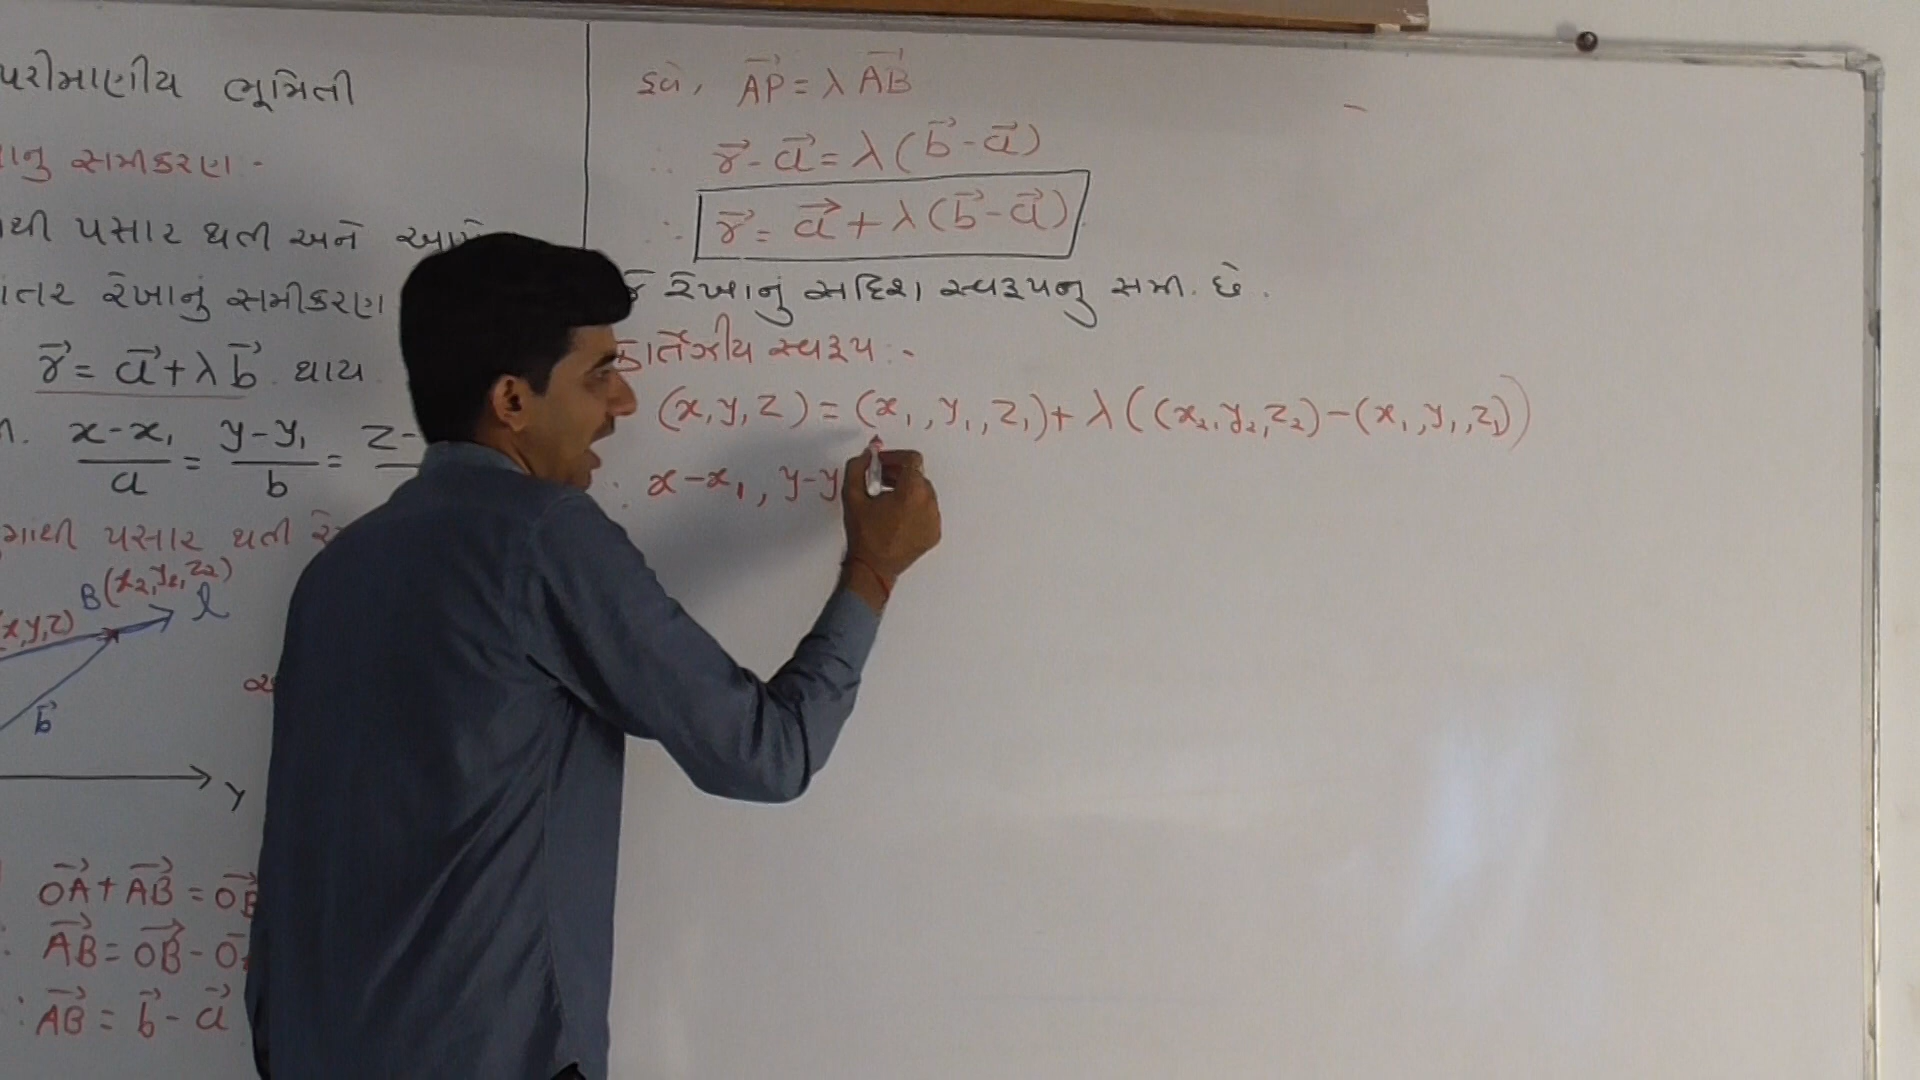 પરીમાણીય ભૂમિતી
સમીકરણ -
પસાર થતી અને
રેખાનું સમીકરણ
r⃗ = a⃗ + λb⃗ થાય
x-x₁/a = y-y₁/b = z-
પસાર થતી
B(x₂,y₂,z₂)
x,y,z)
l
b⃗
Y
OA⃗ + AB⃗ = OB⃗
AB⃗ = OB⃗ -
∴ AB⃗ = b⃗ - a⃗
હવે, AP⃗ = λ AB⃗
∴ r⃗ - a⃗ = λ(b⃗ - a⃗)
∴ r⃗ = a⃗ + λ(b⃗ - a⃗)
રેખાનું સદિશ સ્વરૂપનુ સમી. છે.
કાર્તેઝીય સ્વરૂપ :-
(x,y,z) = (x₁,y₁,z₁) + λ((x₂,y₂,z₂) - (x₁,y₁,z₁))
∴ x-x₁, y-y